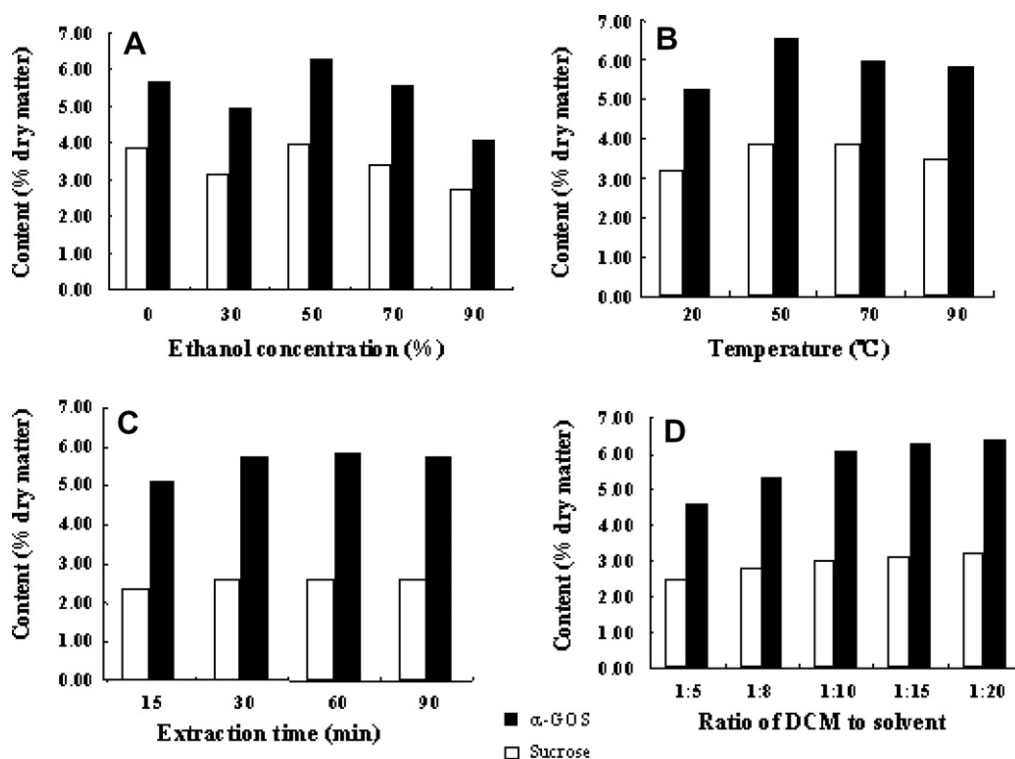 A
Content (% dry matter)
7.00
6.00
5.00
4.00
3.00
2.00
1.00
0.00
0 30 50 70 90
Ethanol concentration (%)
B
Content (% dry matter)
7.00
6.00
5.00
4.00
3.00
2.00
1.00
0.00
20 50 70 90
Temperature (℃)
C
Content (% dry matter)
7.00
6.00
5.00
4.00
3.00
2.00
1.00
0.00
15 30 60 90
Extraction time (min)
D
Content (% dry matter)
7.00
6.00
5.00
4.00
3.00
2.00
1.00
0.00
1:5 1:8 1:10 1:15 1:20
Ratio of DCM to solvent
α-GOS
Sucrose